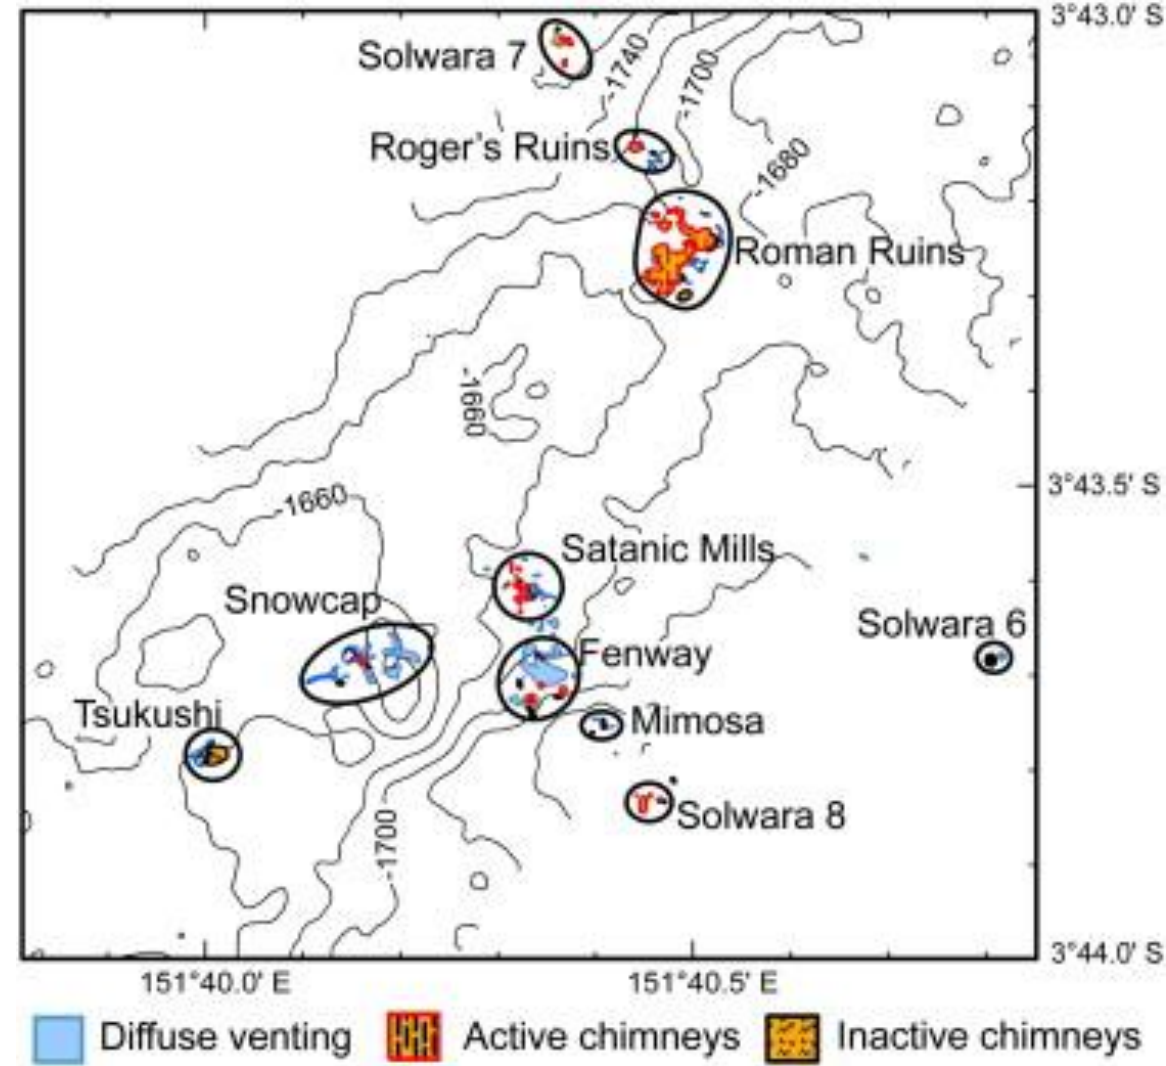 3°43.0' S
Solwara 7
-1740
-1700
Roger's Ruins
-1680
Roman Ruins
-1660
3°43.5' S
-1660
Satanic Mills
Snowcap
Solwara 6
Fenway
Tsukushi
Mimosa
Solwara 8
-1700
3°44.0' S
151°40.0' E
151°40.5' E
Diffuse venting
Active chimneys
Inactive chimneys